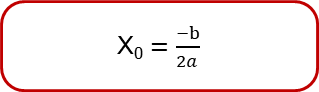 X₀ = −b/2a